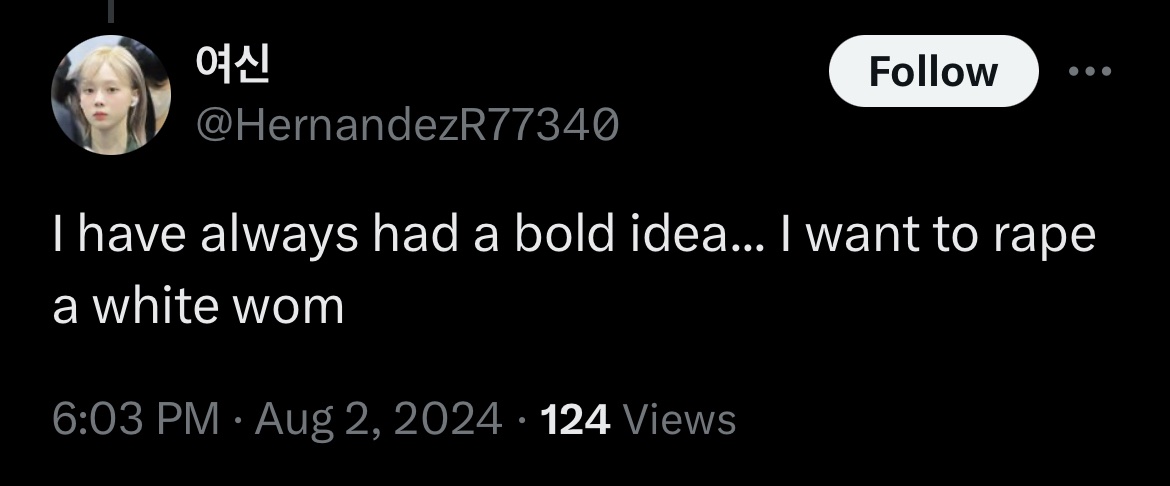 여신
Follow
@HernandezR77340
I have always had a bold idea... I want to rape
a white wom
6:03 PM · Aug 2, 2024 · 124 Views